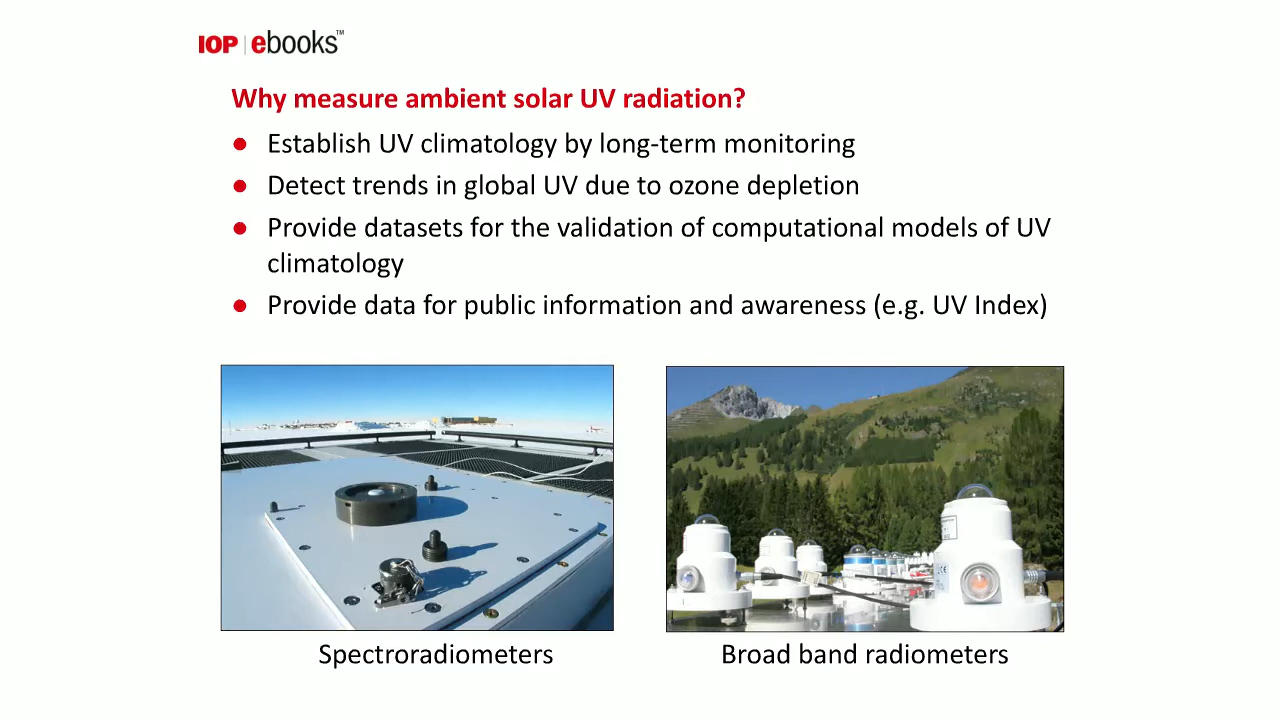 IOP | ebooks™
Why measure ambient solar UV radiation?
● Establish UV climatology by long-term monitoring
● Detect trends in global UV due to ozone depletion
● Provide datasets for the validation of computational models of UV
climatology
● Provide data for public information and awareness (e.g. UV Index)
Spectroradiometers
Broad band radiometers